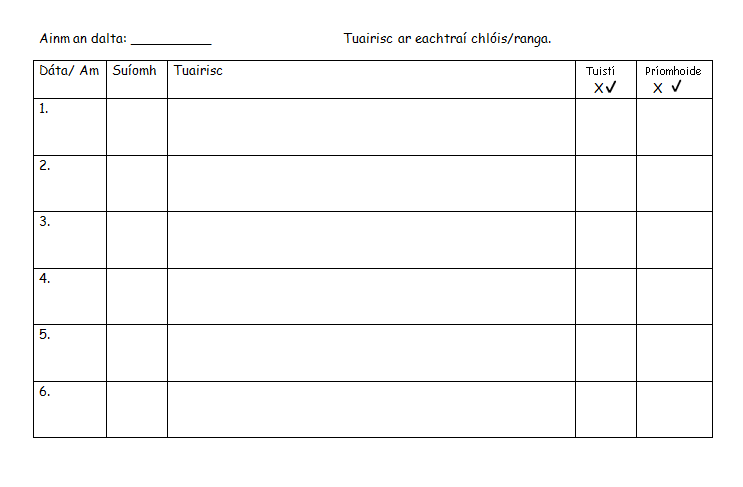 Ainm an dalta: __________ Tuairisc ar eachtraí chlóis/ranga.
Dáta/ Am Suíomh Tuairisc Tuistí Príomhoide
X✓ X ✓
1.
2.
3.
4.
5.
6.